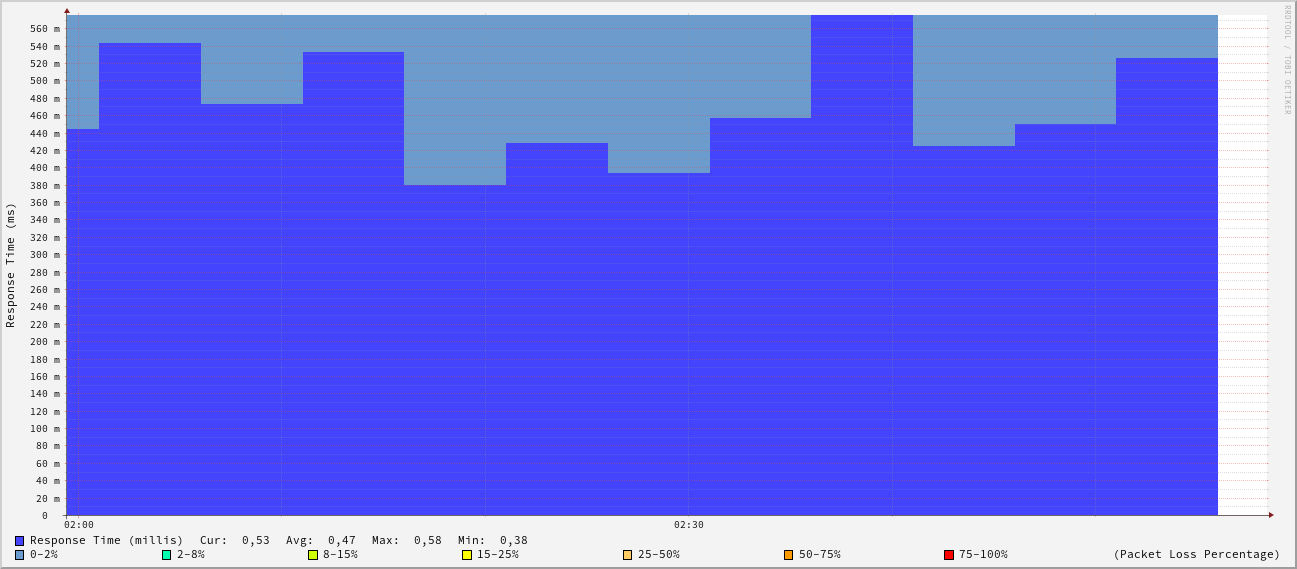 RRDTOOL / TOBI OETIKER
Response Time (ms)
560 m
540 m
520 m
500 m
480 m
460 m
440 m
420 m
400 m
380 m
360 m
340 m
320 m
300 m
280 m
260 m
240 m
220 m
200 m
180 m
160 m
140 m
120 m
100 m
80 m
60 m
40 m
20 m
0
02:00 02:30
Response Time (millis) Cur: 0,53 Avg: 0,47 Max: 0,58 Min: 0,38
0-2% 2-8% 8-15% 15-25% 25-50% 50-75% 75-100% (Packet Loss Percentage)